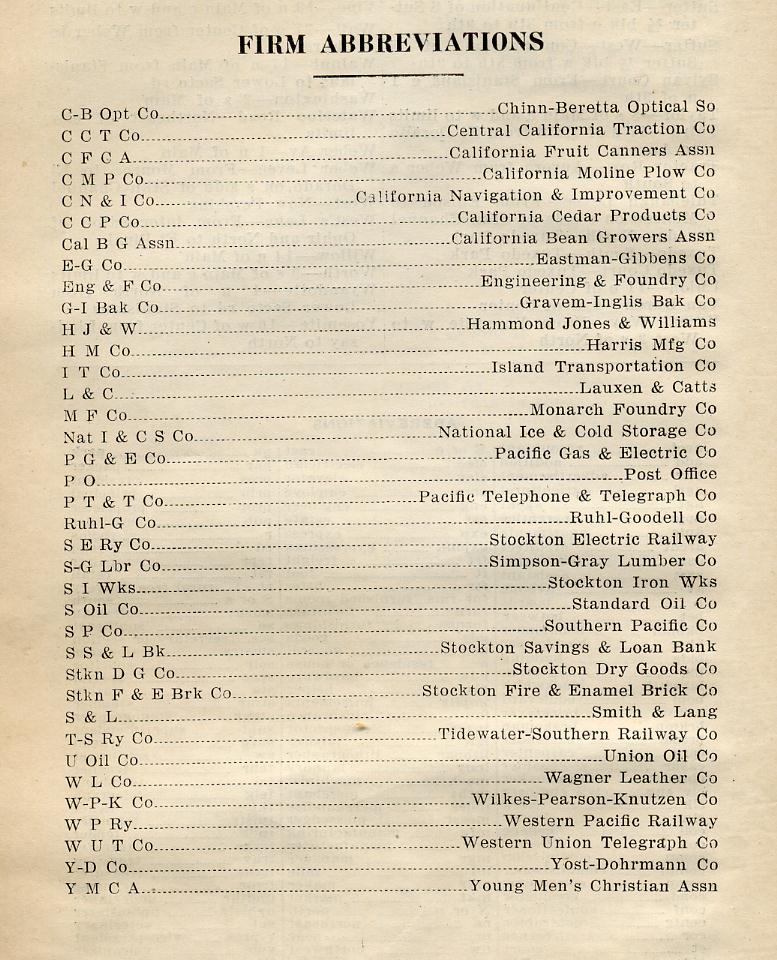 FIRM ABBREVIATIONS
C-B Opt Co........Chinn-Beretta Optical So
C C T Co........Central California Traction Co
C F C A........California Fruit Canners Assn
C M P Co........California Moline Plow Co
C N & I Co........California Navigation & Improvement Co
C C P Co........California Cedar Products Co
Cal B G Assn........California Bean Growers Assn
E-G Co........Eastman-Gibbens Co
Eng & F Co........Engineering & Foundry Co
G-I Bak Co........Gravem-Inglis Bak Co
H J & W........Hammond Jones & Williams
H M Co........Harris Mfg Co
I T Co........Island Transportation Co
L & C........Lauxen & Catts
M F Co........Monarch Foundry Co
Nat I & C S Co........National Ice & Cold Storage Co
P G & E Co........Pacific Gas & Electric Co
P O........Post Office
P T & T Co........Pacific Telephone & Telegraph Co
Ruhl-G Co........Ruhl-Goodell Co
S E Ry Co........Stockton Electric Railway
S-G Lbr Co........Simpson-Gray Lumber Co
S I Wks........Stockton Iron Wks
S Oil Co........Standard Oil Co
S P Co........Southern Pacific Co
S S & L Bk........Stockton Savings & Loan Bank
Stkn D G Co........Stockton Dry Goods Co
Stkn F & E Brk Co........Stockton Fire & Enamel Brick Co
S & L........Smith & Lang
T-S Ry Co........Tidewater-Southern Railway Co
U Oil Co........Union Oil Co
W L Co........Wagner Leather Co
W-P-K Co........Wilkes-Pearson-Knutzen Co
W P Ry........Western Pacific Railway
W U T Co........Western Union Telegraph Co
Y-D Co........Yost-Dohrmann Co
Y M C A........Young Men's Christian Assn